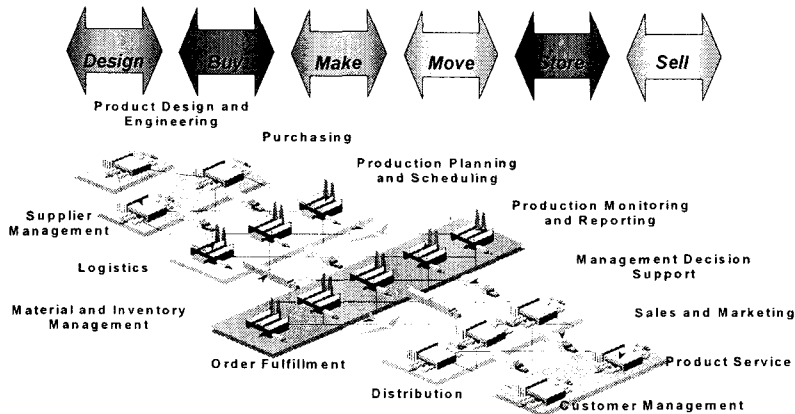 Design
Buy
Make
Move
Store
Sell
Product Design and
Engineering
Purchasing
Production Planning
and Scheduling
Supplier
Management
Production Monitoring
and Reporting
Logistics
Management Decision
Support
Material and Inventory
Management
Sales and Marketing
Order Fulfillment
Product Service
Distribution
Customer Management